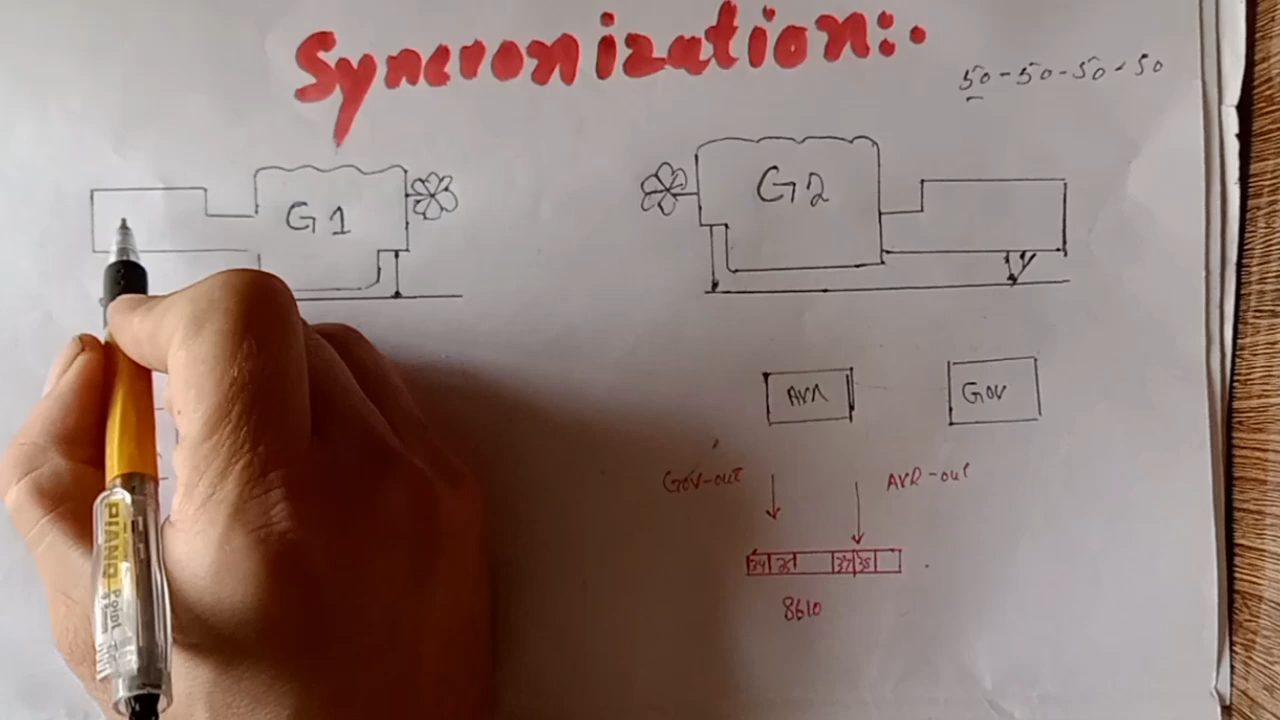 Syncronization:.
50-50-50-50
G1
G2
AVR
GOV
GOV-out
AVR-out
34 35 37 38
8610
PIANO
Point